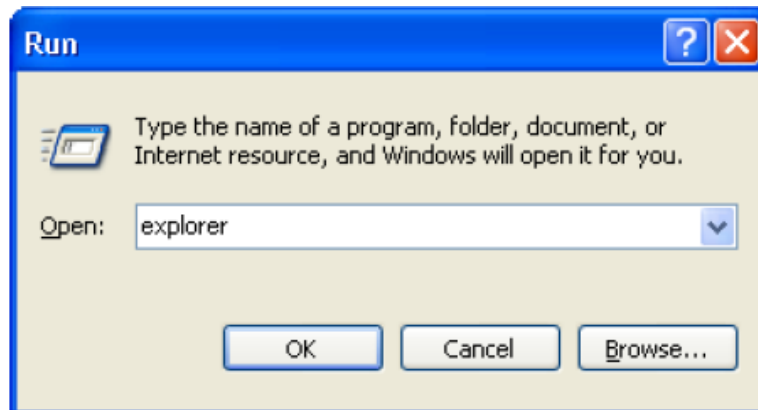 Run
Type the name of a program, folder, document, or
Internet resource, and Windows will open it for you.
Open: explorer
OK Cancel Browse...